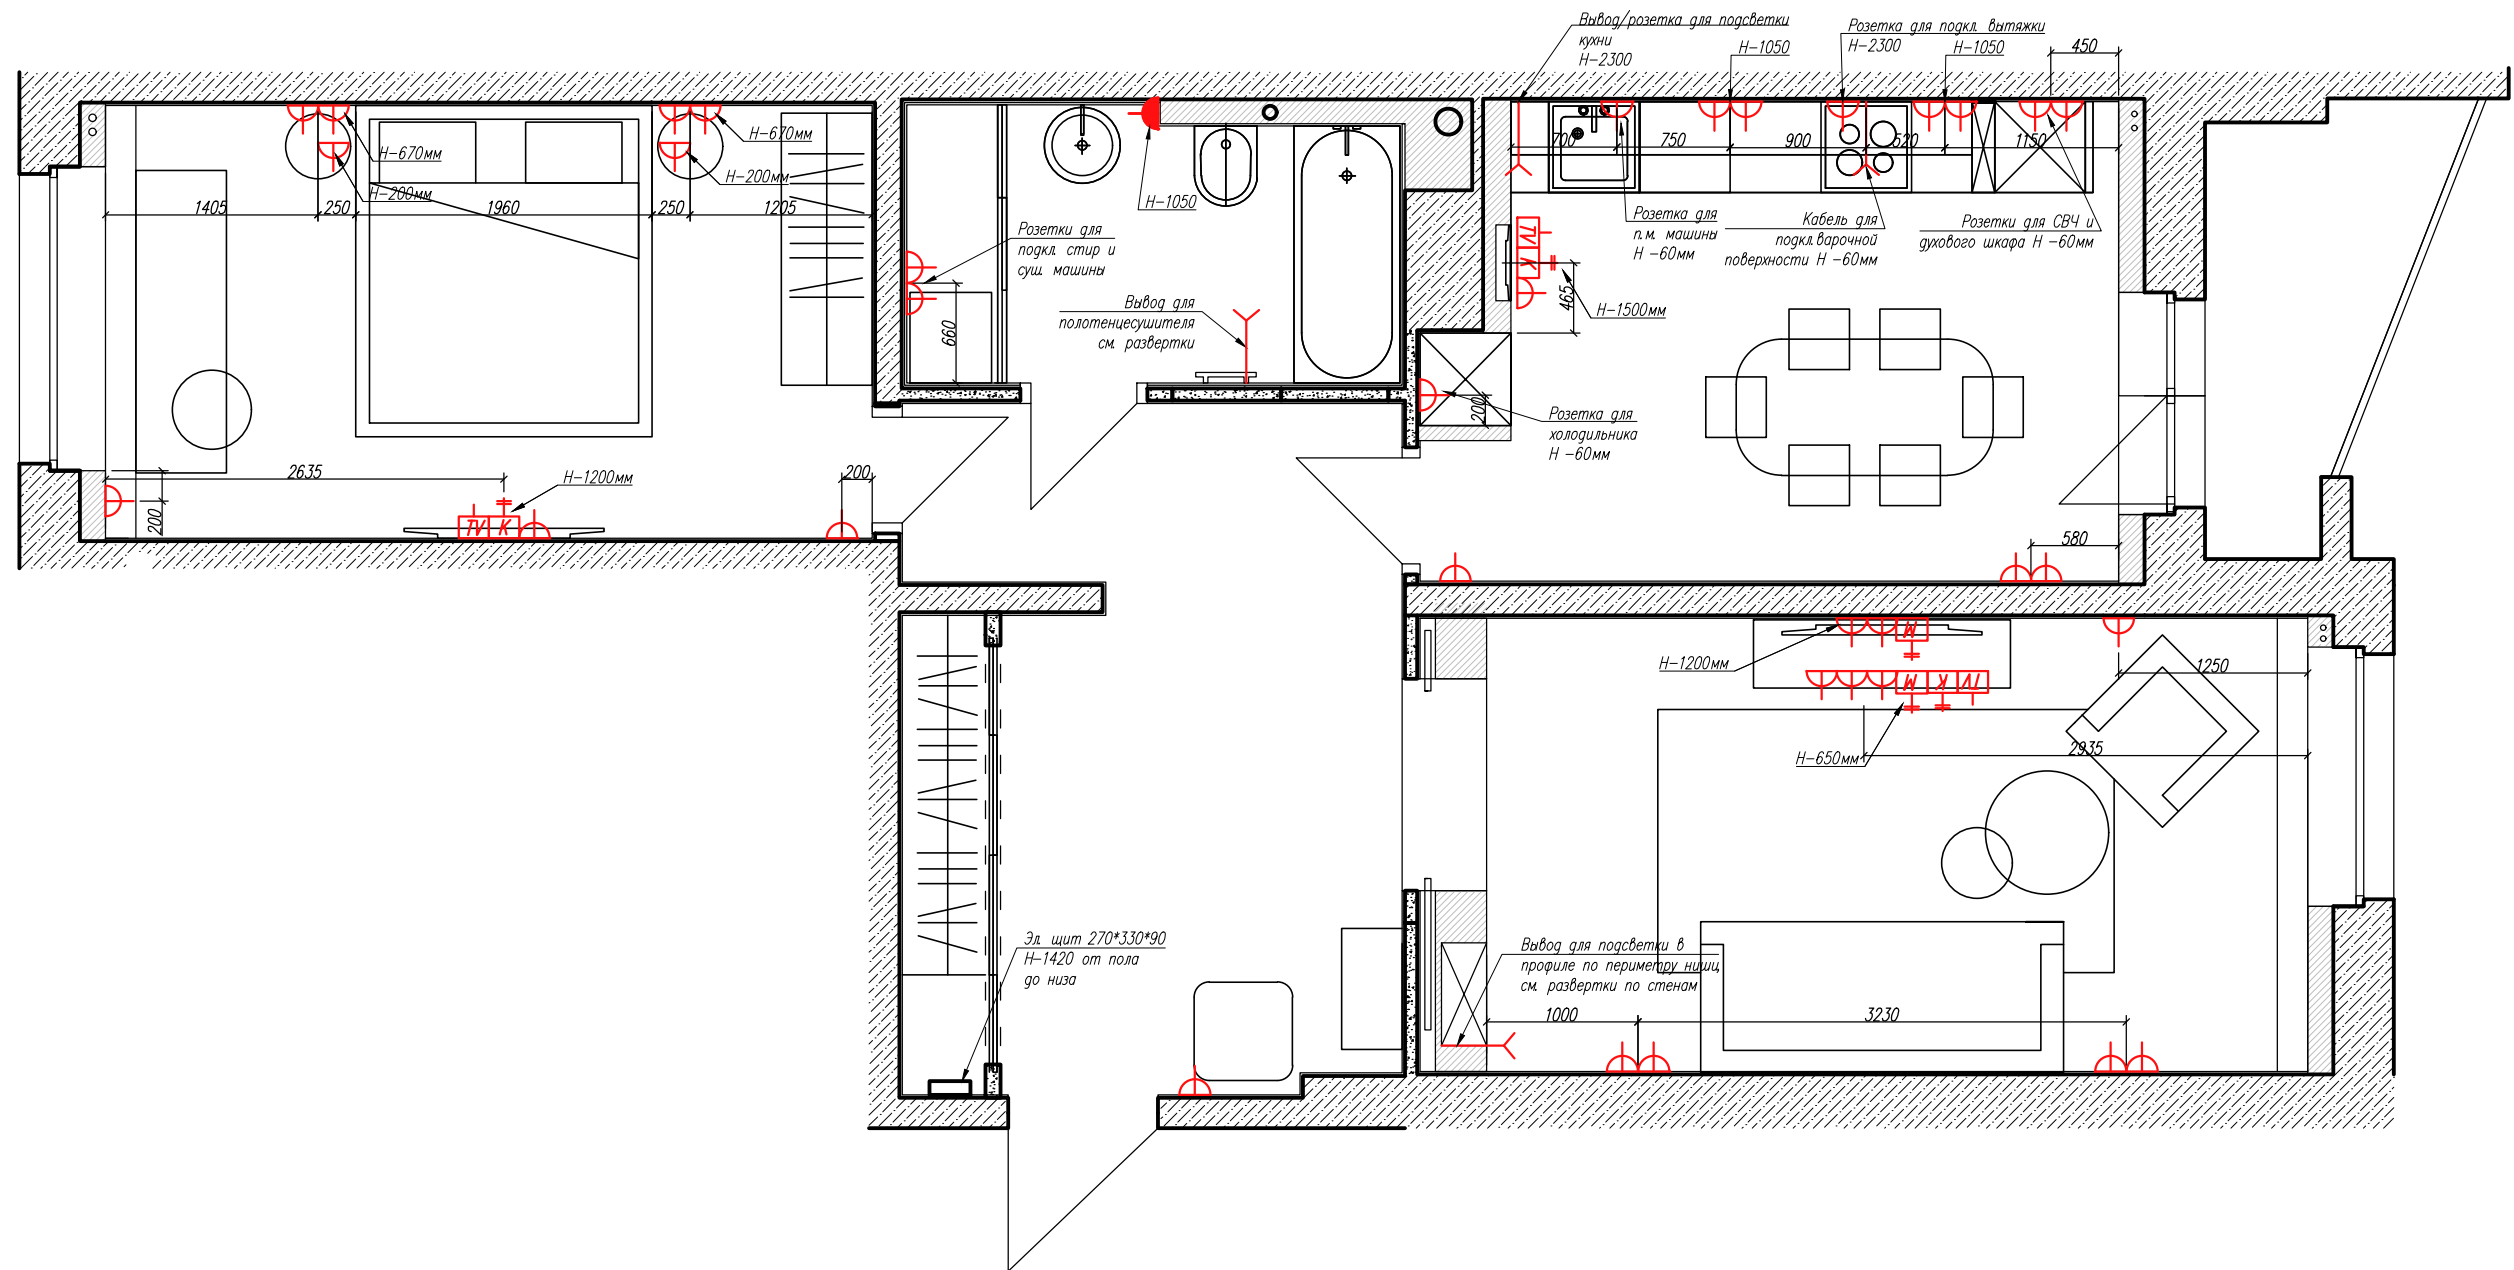 Вывод/розетка для подсветки
кухни
Н-2300
Н-1050
Розетка для подкл. вытяжки
Н-2300
Н-1050
450
Н-670мм
Н-200мм
Н-670мм
Н-200мм
1405
250
1960
250
1205
Н-1050
700
750
900
520
1150
Розетка для
п.м. машины
Н -60мм
Кабель для
подкл.варочной
поверхности Н -60мм
Розетки для СВЧ и
духового шкафа Н -60мм
Розетки для
подкл. стир и
суш. машины
660
Вывод для
полотенцесушителя
см. развертки
TV
K
465
Н-1500мм
200
Розетка для
холодильника
Н -60мм
2635
Н-1200мм
200
200
TV
K
580
Н-1200мм
M
1250
M
K
TV
Н-650мм
2935
Эл. щит 270*330*90
Н-1420 от пола
до низа
Вывод для подсветки в
профиле по периметру ниши,
см. развертки по стенам
1000
3230